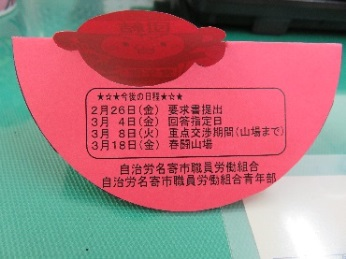 ★☆★今後の日程★☆★
2月26日(金) 要求書提出
3月 4日(金) 回答指定日
3月 8日(火) 重点交渉期間(山場まで)
3月18日(金) 春闘山場
自治労名寄市職員労働組合
自治労名寄市職員労働組合青年部